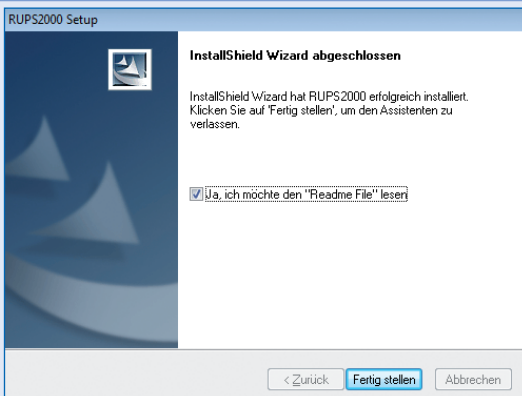 RUPS2000 Setup
InstallShield Wizard abgeschlossen
InstallShield Wizard hat RUPS2000 erfolgreich installiert.
Klicken Sie auf 'Fertig stellen', um den Assistenten zu
verlassen.
Ja, ich möchte den "Readme File" lesen
< Zurück
Fertig stellen
Abbrechen